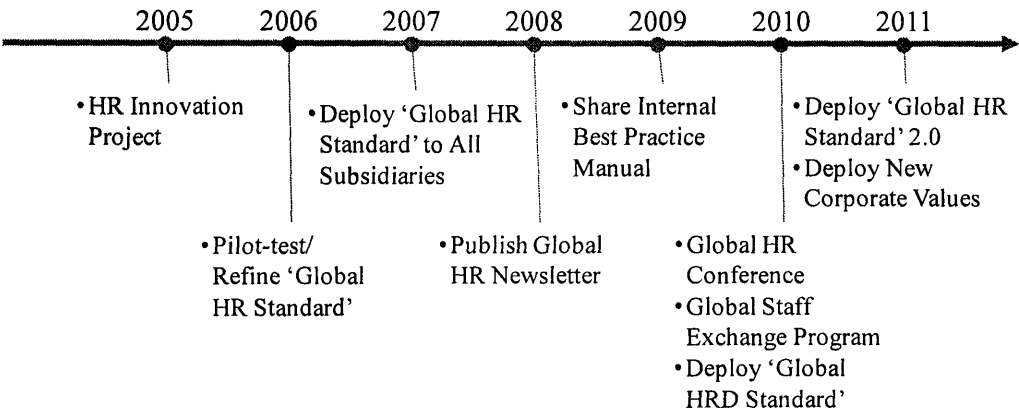 2005 2006 2007 2008 2009 2010 2011
• HR Innovation
Project
• Deploy ‘Global HR
Standard’ to All
Subsidiaries
• Share Internal
Best Practice
Manual
• Deploy ‘Global HR
Standard’ 2.0
• Deploy New
Corporate Values
• Pilot-test/
Refine ‘Global
HR Standard’
• Publish Global
HR Newsletter
• Global HR
Conference
• Global Staff
Exchange Program
• Deploy ‘Global
HRD Standard’